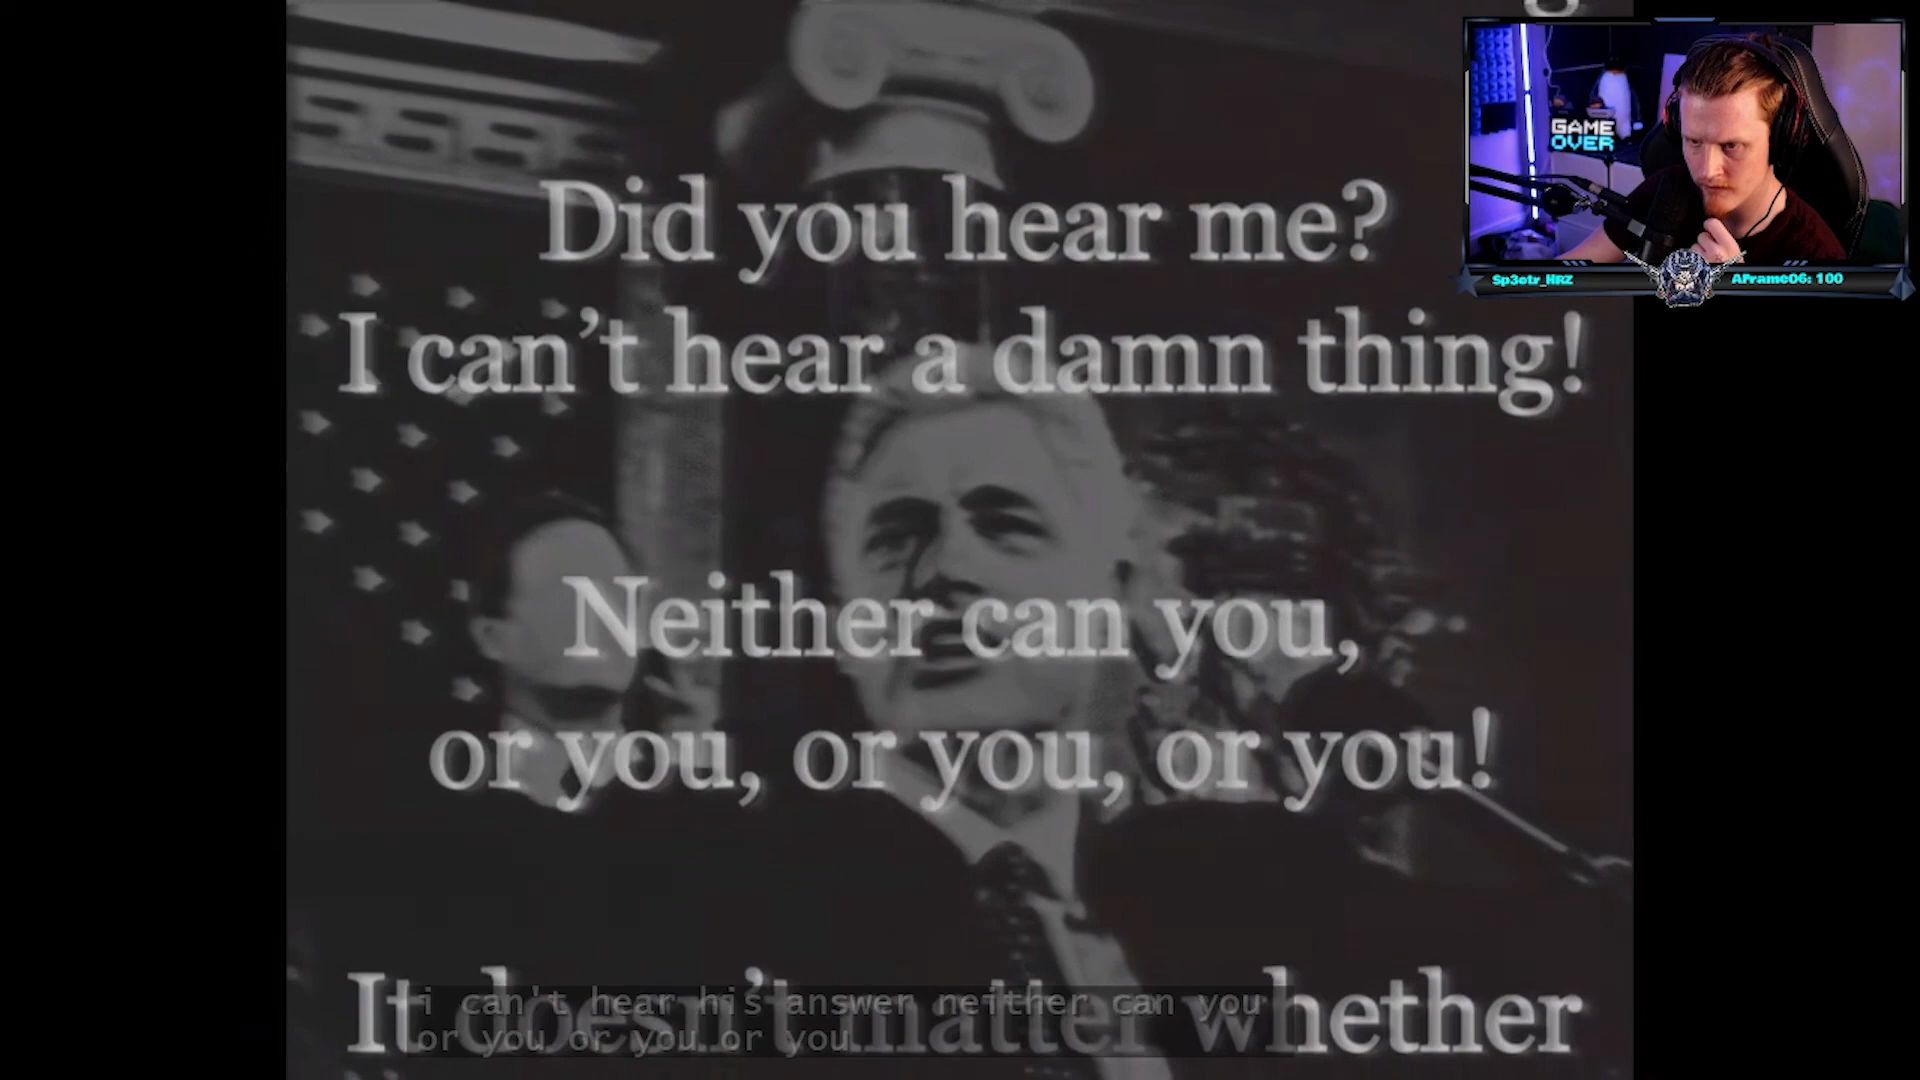 GAME
OVER
Sp3ctr_HRZ
AFrame06: 100
Did you hear me?
I can't hear a damn thing!
Neither can you,
or you, or you, or you!
It doesn't matter whether
i can't hear his answer neither can you
or you or you or you